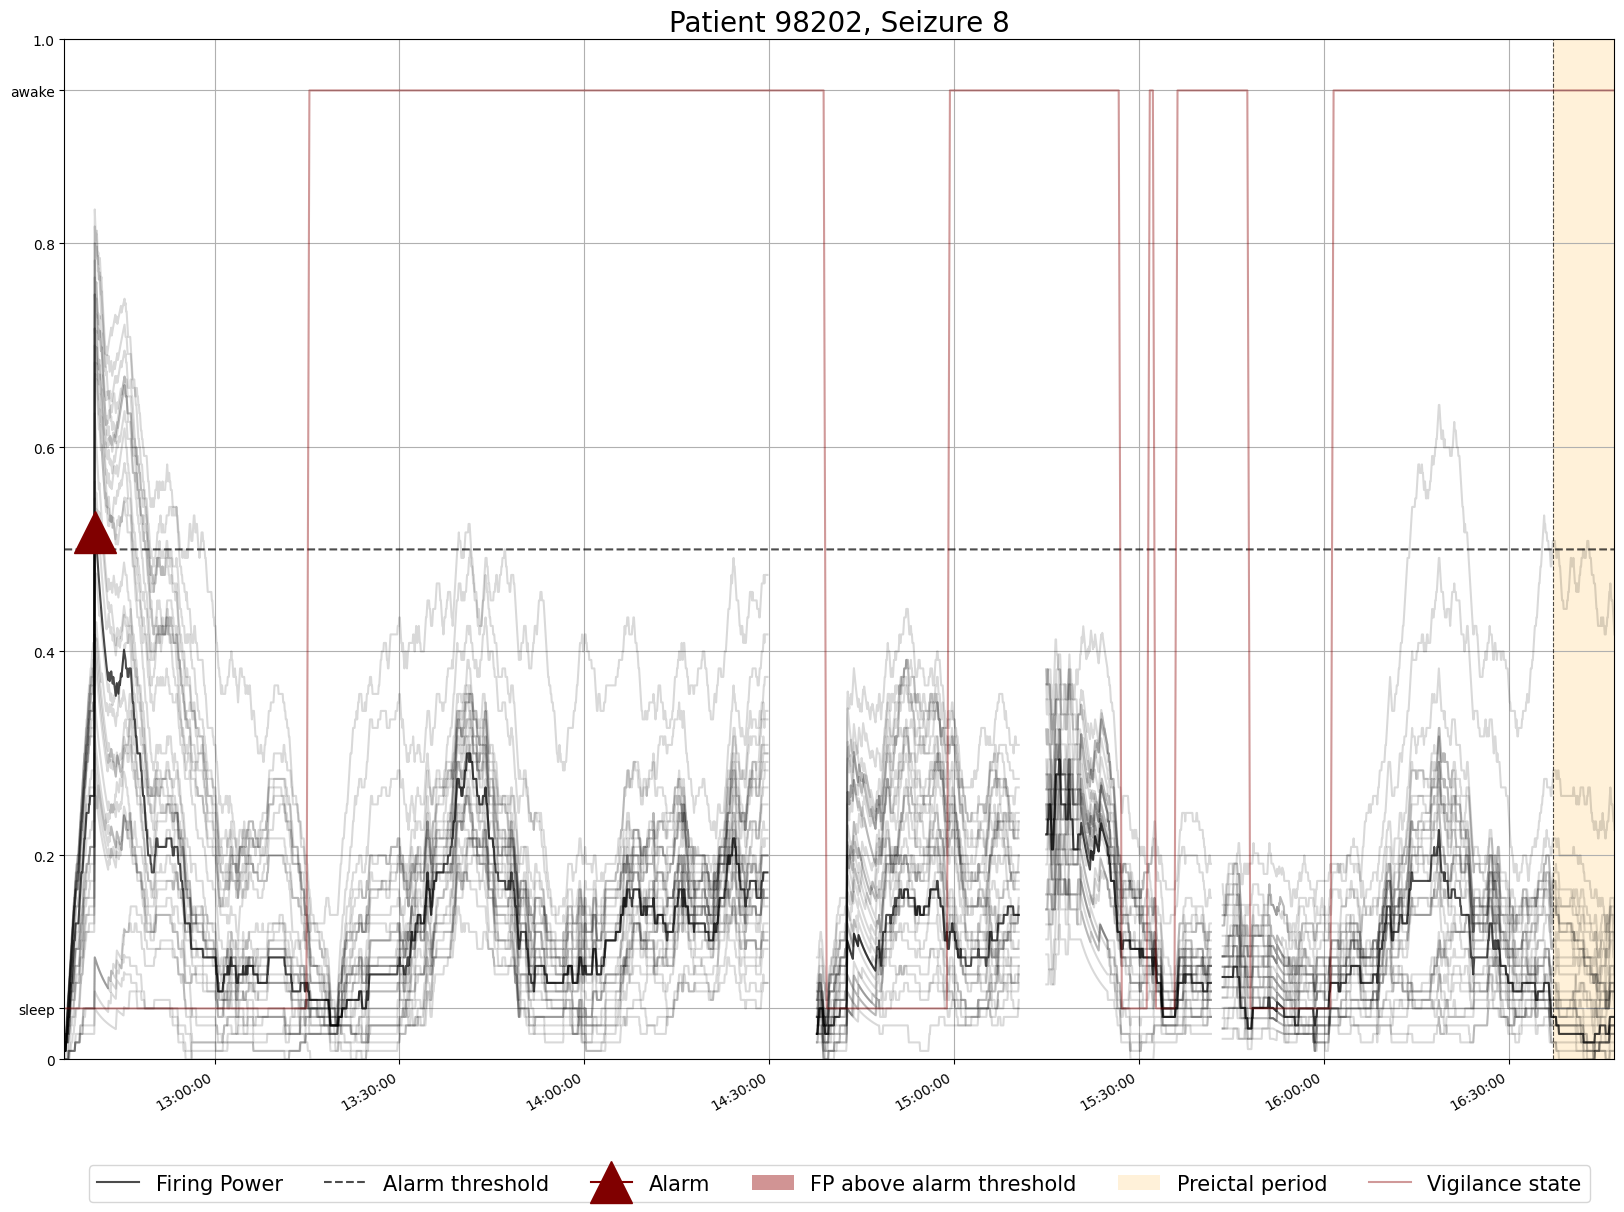 Patient 98202, Seizure 8
1.0
awake
0.8
0.6
0.4
0.2
sleep
0
13:00:00
13:30:00
14:00:00
14:30:00
15:00:00
15:30:00
16:00:00
16:30:00
Firing Power
Alarm threshold
Alarm
FP above alarm threshold
Preictal period
Vigilance state